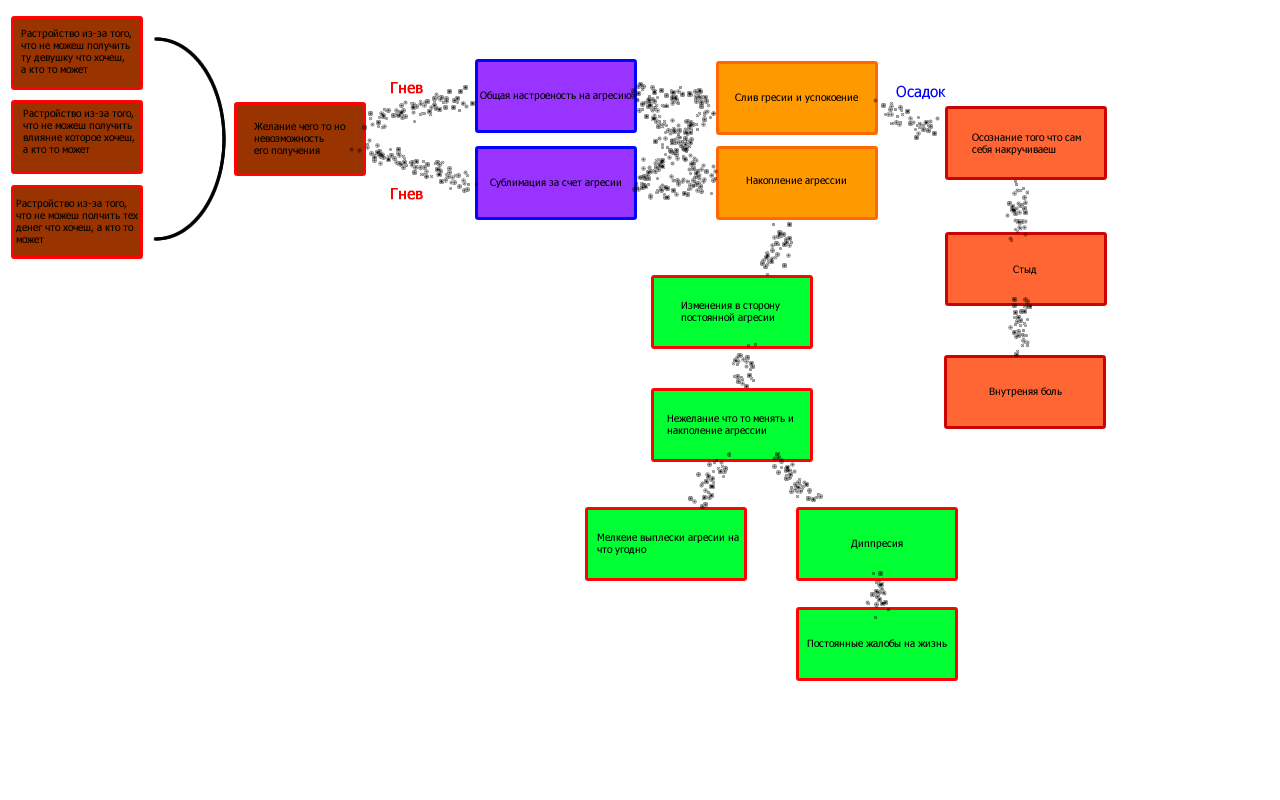 Растройство из-за того,
что не можеш получить
ту девушку что хочеш,
а кто то может
Растройство из-за того,
что не можеш получить
влияние которое хочеш,
а кто то может
Растройство из-за того,
что не можеш полчить тех
денег что хочеш, а кто то
может
Желание чего то но
невозможность
его получения
Гнев
Гнев
Общая настроеность на агресию
Сублимация за счет агресии
Слив гресии и успокоение
Накопление агрессии
Осадок
Осознание того что сам
себя накручиваеш
Стыд
Внутреняя боль
Изменения в сторону
постоянной агресии
Нежелание что то менять и
накполение агрессии
Мелкеие выплески агресии на
что угодно
Диппресия
Постоянные жалобы на жизнь